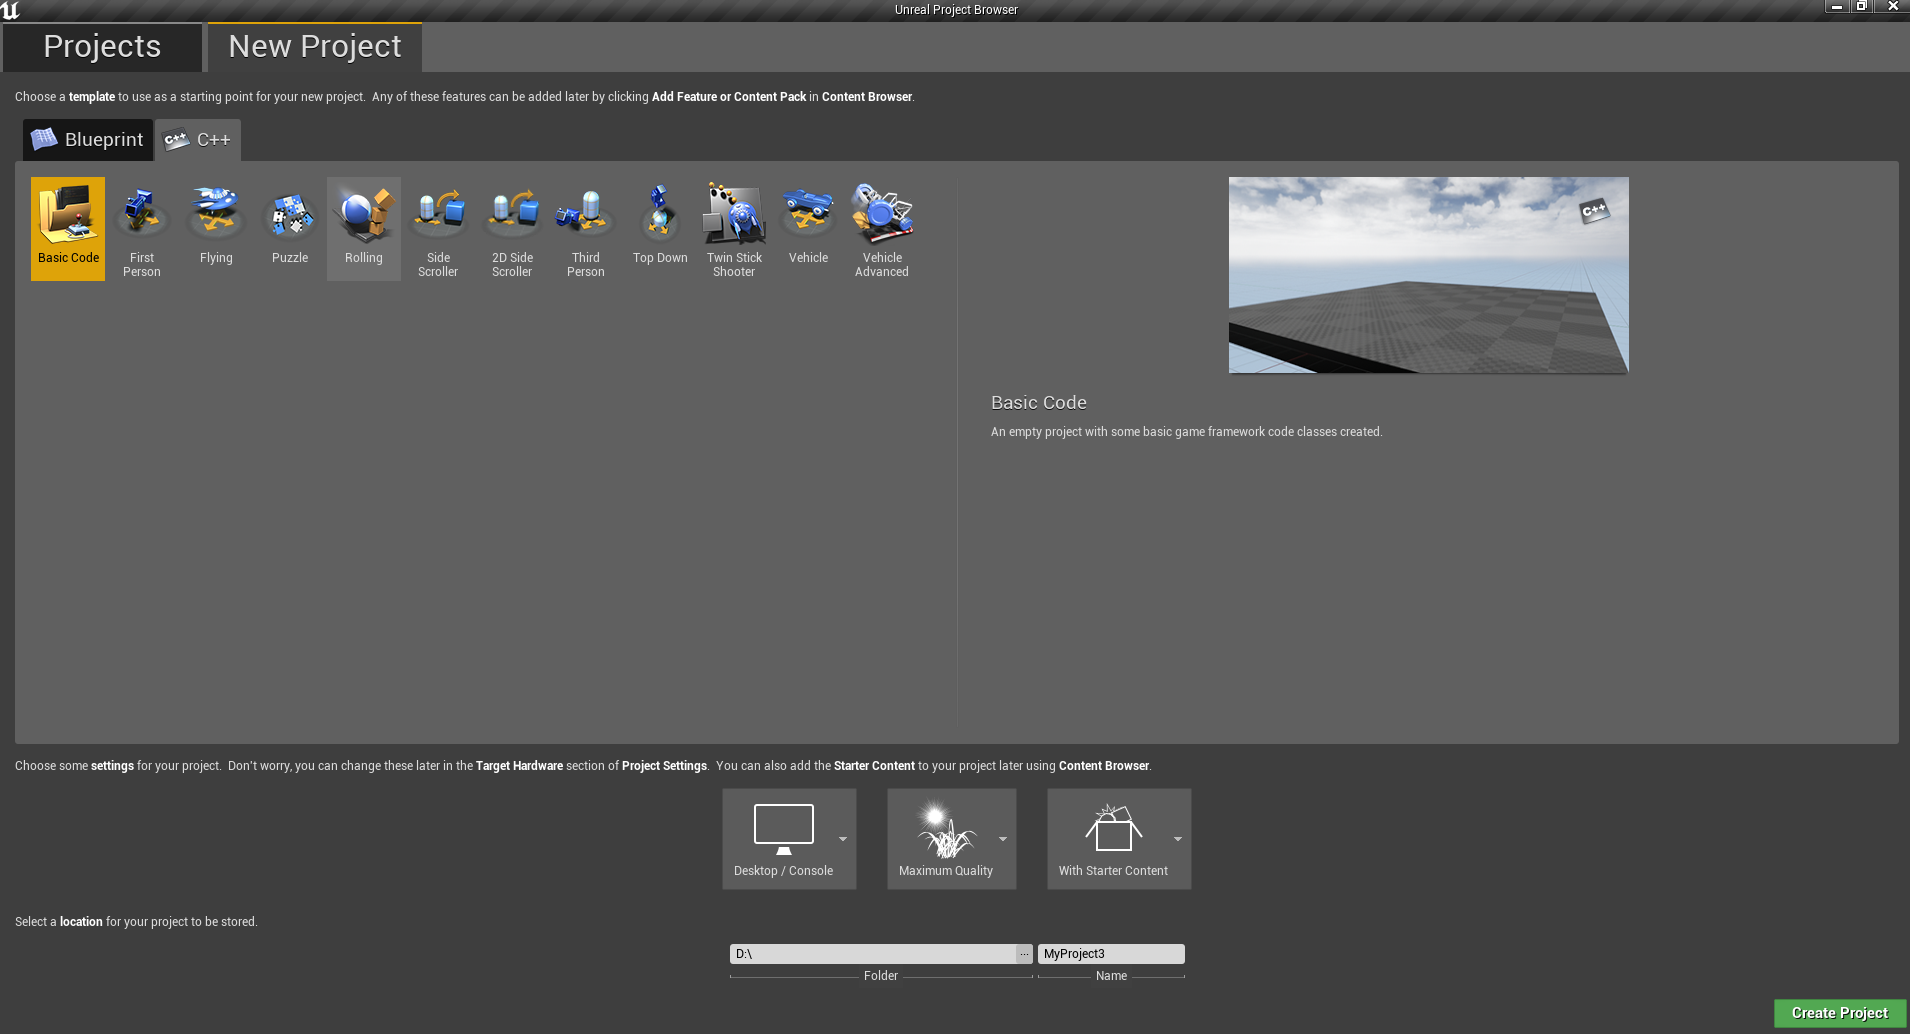 Unreal Project Browser
Projects
New Project
Choose a template to use as a starting point for your new project. Any of these features can be added later by clicking Add Feature or Content Pack in Content Browser.
Blueprint
C++
C++
Basic Code
First
Person
Flying
Puzzle
Rolling
Side
Scroller
2D Side
Scroller
Third
Person
Top Down
Twin Stick
Shooter
Vehicle
Vehicle
Advanced
C++
Basic Code
An empty project with some basic game framework code classes created.
Choose some settings for your project. Don't worry, you can change these later in the Target Hardware section of Project Settings. You can also add the Starter Content to your project later using Content Browser.
Desktop / Console
Maximum Quality
With Starter Content
Select a location for your project to be stored.
D:\
...
MyProject3
Folder
Name
Create Project